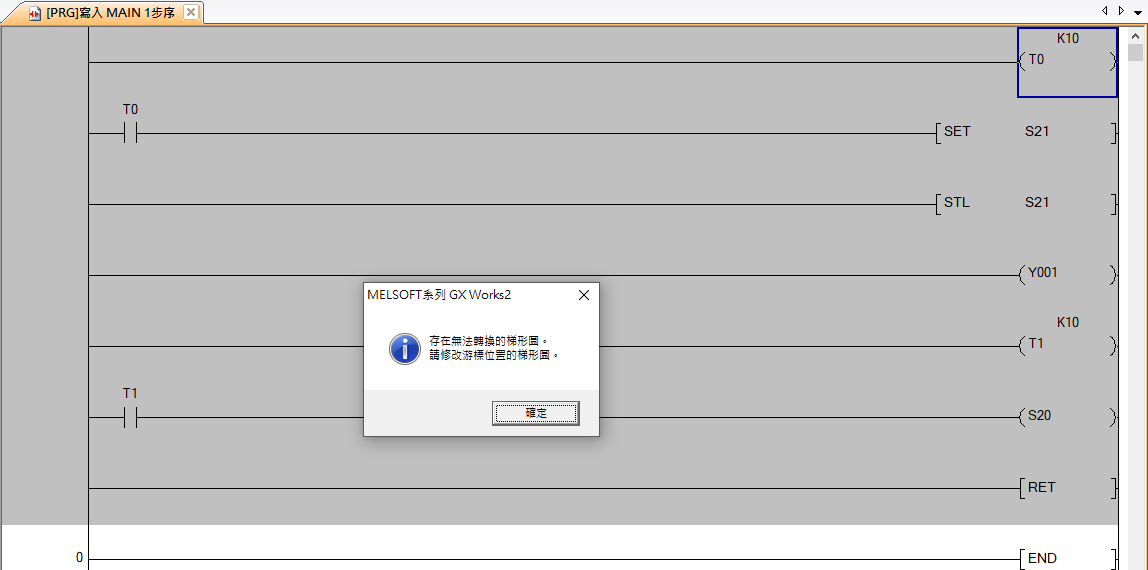 [PRG]寫入 MAIN 1步序
K10
T0
T0
SET S21
STL S21
Y001
MELSOFT系列 GX Works2
存在無法轉換的梯形圖。
請修改游標位置的梯形圖。
確定
K10
T1
T1
S20
RET
0
END